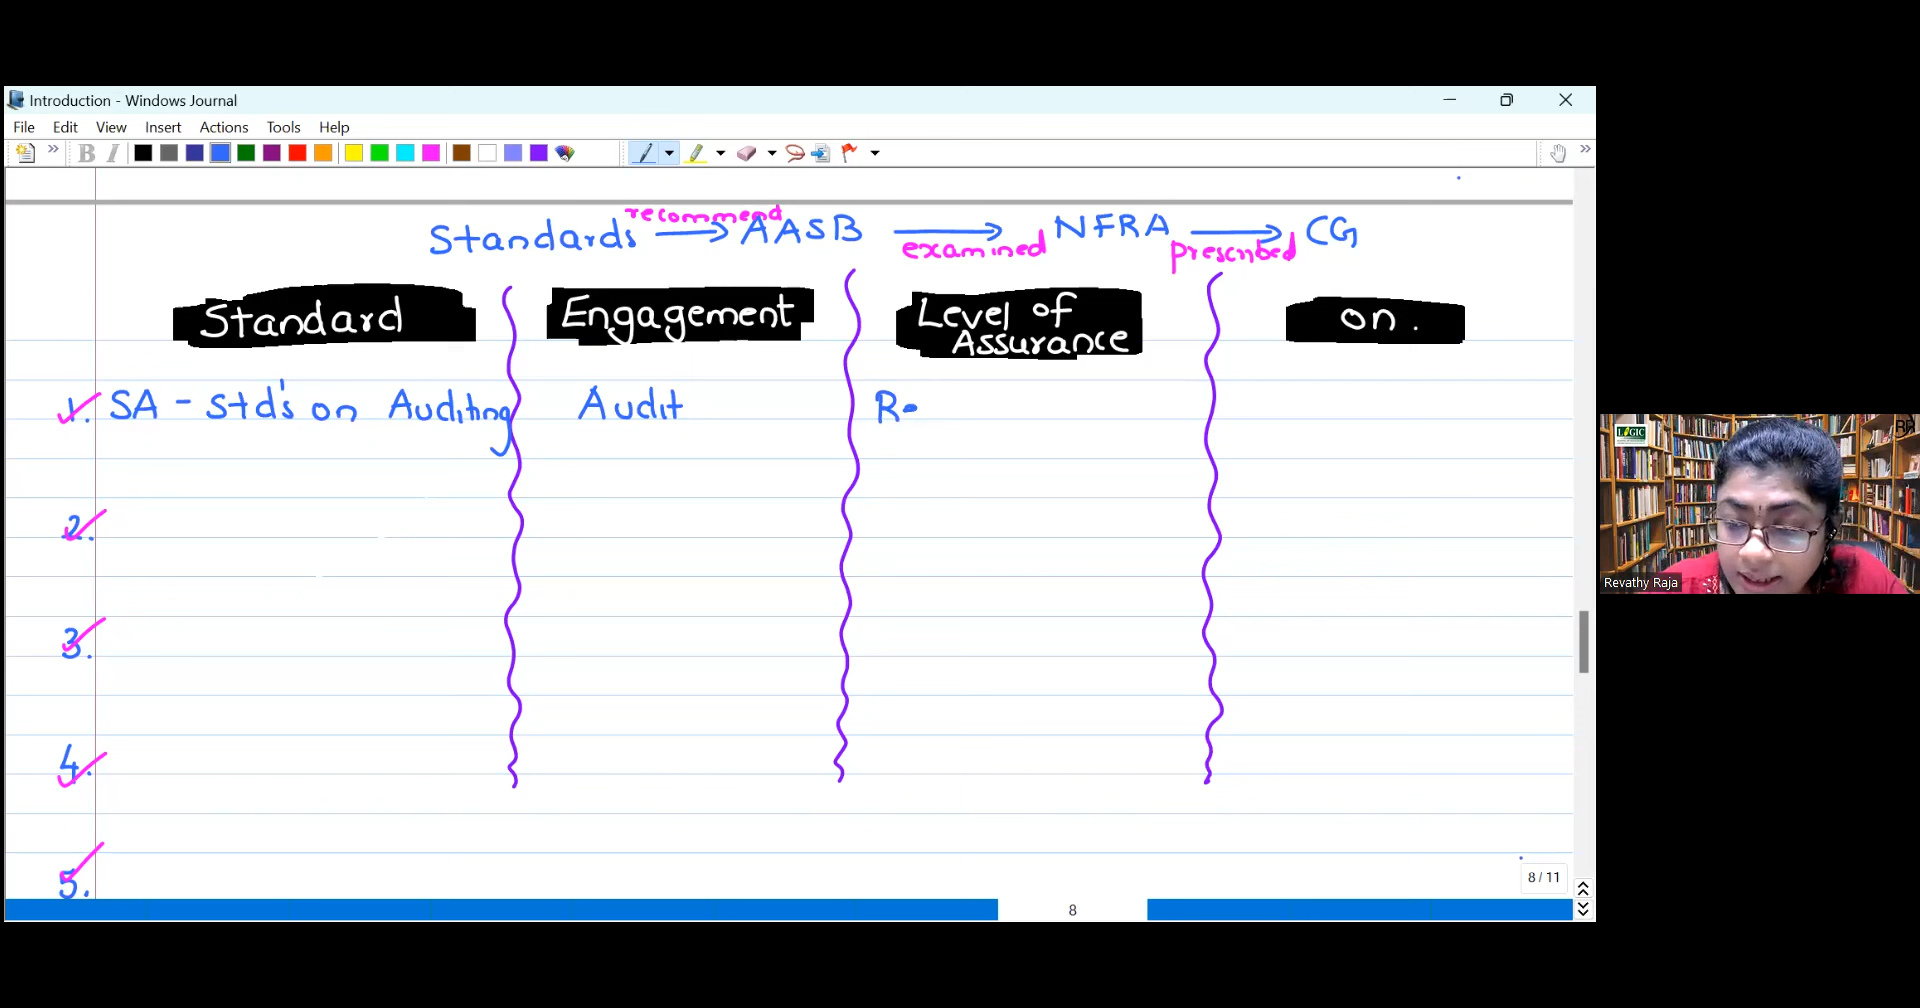 Introduction - Windows Journal
File Edit View Insert Actions Tools Help
B I
recommend
Standards → AASB → NFRA → CG
examined prescribed
Standard Engagement Level of Assurance on.
1. SA - Std's on Auditing Audit R
2.
3.
4.
5.
8 / 11
8
LOGIC
RR
Revathy Raja